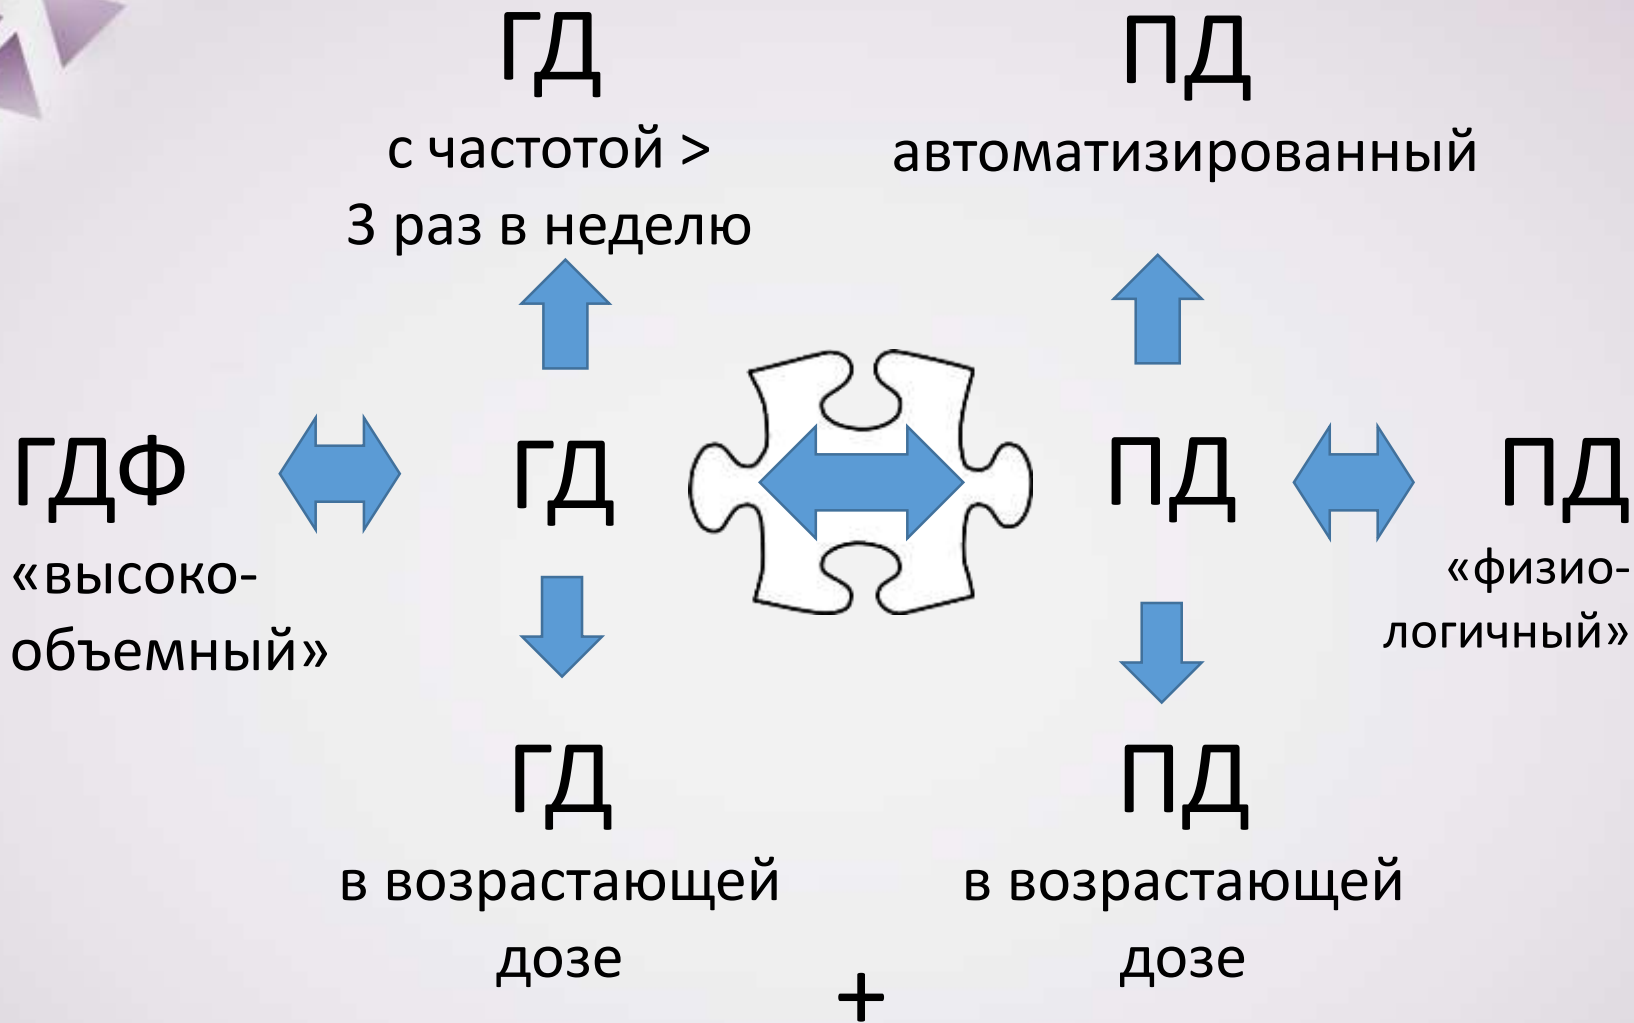 ГД
с частотой >
3 раз в неделю
ПД
автоматизированный
ГДФ
«высоко-
объемный»
ГД
ПД
ПД
«физио-
логичный»
ГД
в возрастающей
дозе
ПД
в возрастающей
дозе
+